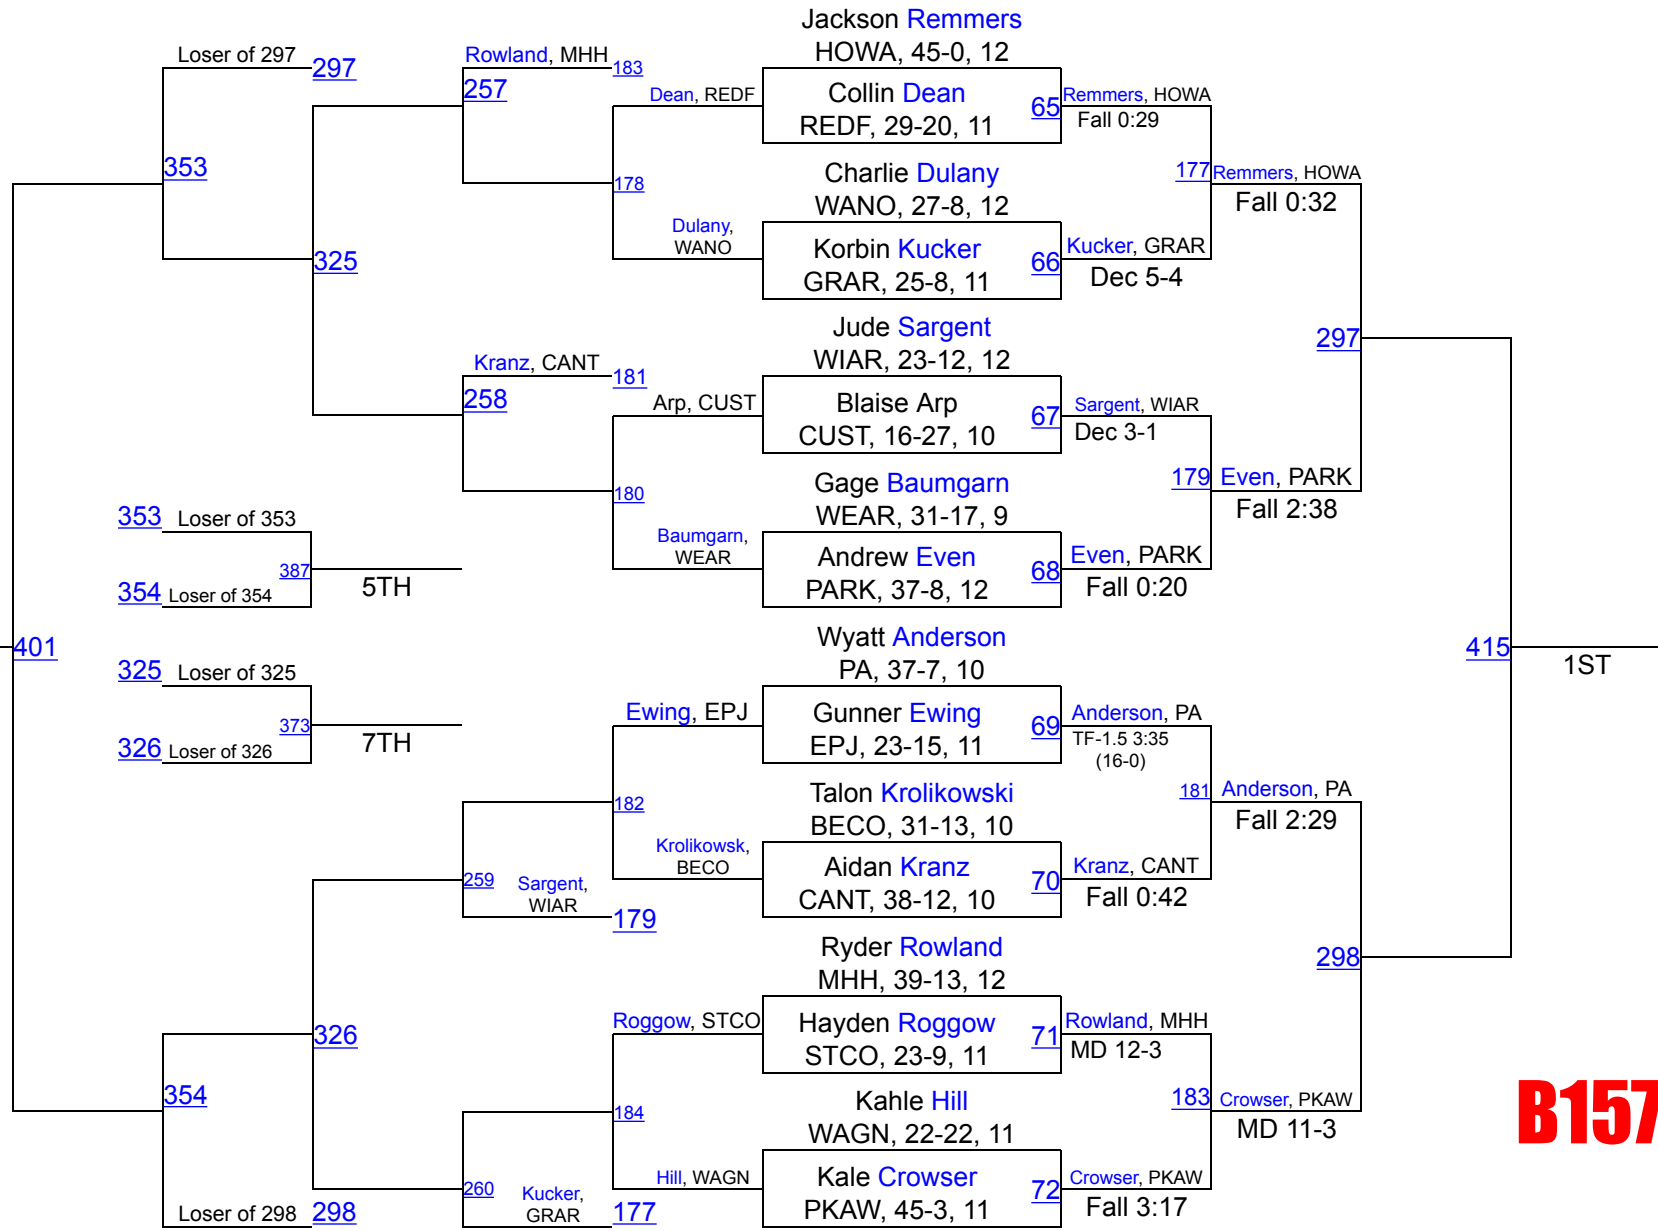 Jackson Remmers
HOWA, 45-0, 12
Loser of 297
297
Rowland, MHH
183
257
Dean, REDF
Collin Dean
REDF, 29-20, 11
65
Remmers, HOWA
Fall 0:29
353
178
Charlie Dulany
WANO, 27-8, 12
177
Remmers, HOWA
Fall 0:32
Dulany,
WANO
325
Korbin Kucker
GRAR, 25-8, 11
66
Kucker, GRAR
Dec 5-4
Jude Sargent
WIAR, 23-12, 12
297
Kranz, CANT
181
258
Arp, CUST
Blaise Arp
CUST, 16-27, 10
67
Sargent, WIAR
Dec 3-1
180
Gage Baumgarn
WEAR, 31-17, 9
179
Even, PARK
Fall 2:38
353
Loser of 353
Baumgarn,
WEAR
Andrew Even
PARK, 37-8, 12
68
Even, PARK
Fall 0:20
387
5TH
354
Loser of 354
401
Wyatt Anderson
PA, 37-7, 10
415
1ST
325
Loser of 325
373
7TH
326
Loser of 326
Ewing, EPJ
Gunner Ewing
EPJ, 23-15, 11
69
Anderson, PA
TF-1.5 3:35
(16-0)
182
Talon Krolikowski
BECO, 31-13, 10
181
Anderson, PA
Fall 2:29
Krolikowsk,
BECO
259
Sargent,
WIAR
179
Aidan Kranz
CANT, 38-12, 10
70
Kranz, CANT
Fall 0:42
Ryder Rowland
MHH, 39-13, 12
298
326
Roggow, STCO
Hayden Roggow
STCO, 23-9, 11
71
Rowland, MHH
MD 12-3
354
184
Kahle Hill
WAGN, 22-22, 11
183
Crowser, PKAW
MD 11-3
B157
260
Kucker,
GRAR
177
Hill, WAGN
Kale Crowser
PKAW, 45-3, 11
72
Crowser, PKAW
Fall 3:17
Loser of 298
298